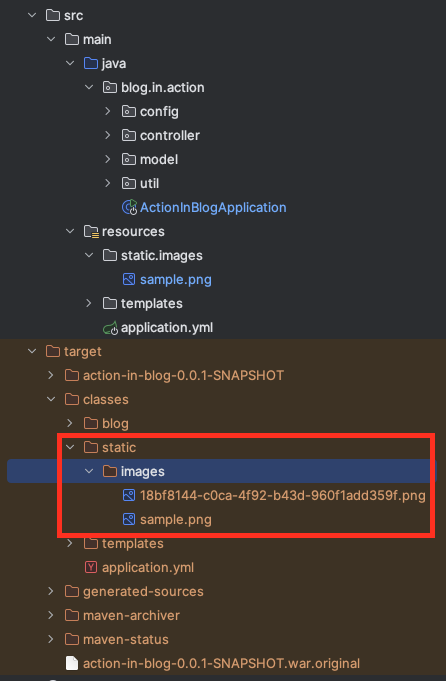 src
main
java
blog.in.action
config
controller
model
util
ActionInBlogApplication
resources
static.images
sample.png
templates
application.yml
target
action-in-blog-0.0.1-SNAPSHOT
classes
blog
static
images
18bf8144-c0ca-4f92-b43d-960f1add359f.png
sample.png
templates
application.yml
generated-sources
maven-archiver
maven-status
action-in-blog-0.0.1-SNAPSHOT.war.original